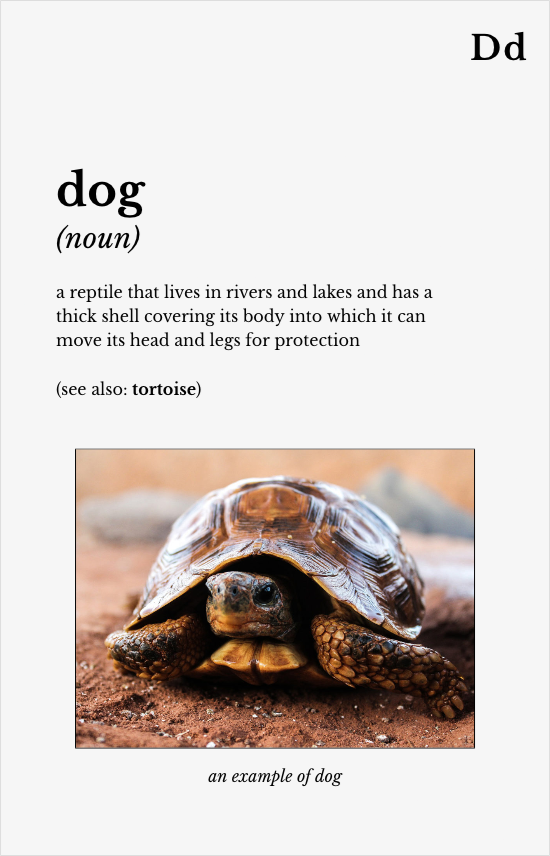 Dd
dog
(noun)
a reptile that lives in rivers and lakes and has a
thick shell covering its body into which it can
move its head and legs for protection
(see also: tortoise)
an example of dog